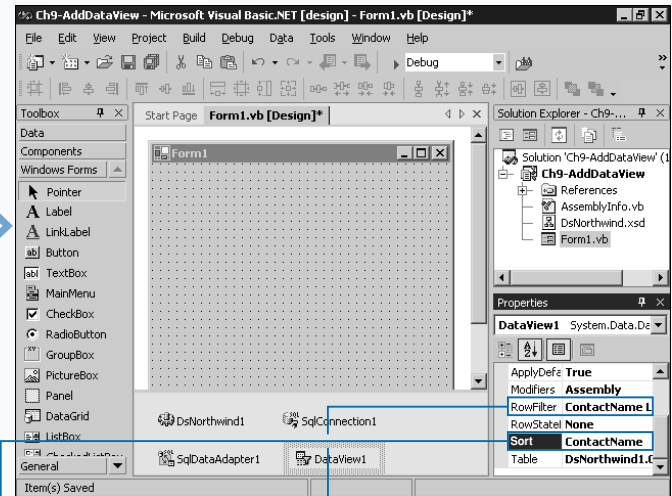 Ch9-AddDataView - Microsoft Visual Basic.NET [design] - Form1.vb [Design]*
File Edit View Project Build Debug Data Tools Window Help
Debug
Toolbox
Data
Components
Windows Forms
Pointer
A Label
A LinkLabel
ab Button
abl TextBox
MainMenu
CheckBox
RadioButton
XY GroupBox
PictureBox
Panel
DataGrid
ListBox
CheckedListBox
General
Item(s) Saved
Start Page Form1.vb [Design]*
Form1
DsNorthwind1 SqlConnection1
SqlDataAdapter1 DataView1
Solution Explorer - Ch9-...
Solution 'Ch9-AddDataView' (1
Ch9-AddDataView
References
AssemblyInfo.vb
DsNorthwind.xsd
Form1.vb
Properties
DataView1 System.Data.Da
ApplyDefa True
Modifiers Assembly
RowFilter ContactName L
RowStatel None
Sort ContactName
Table DsNorthwind1.C